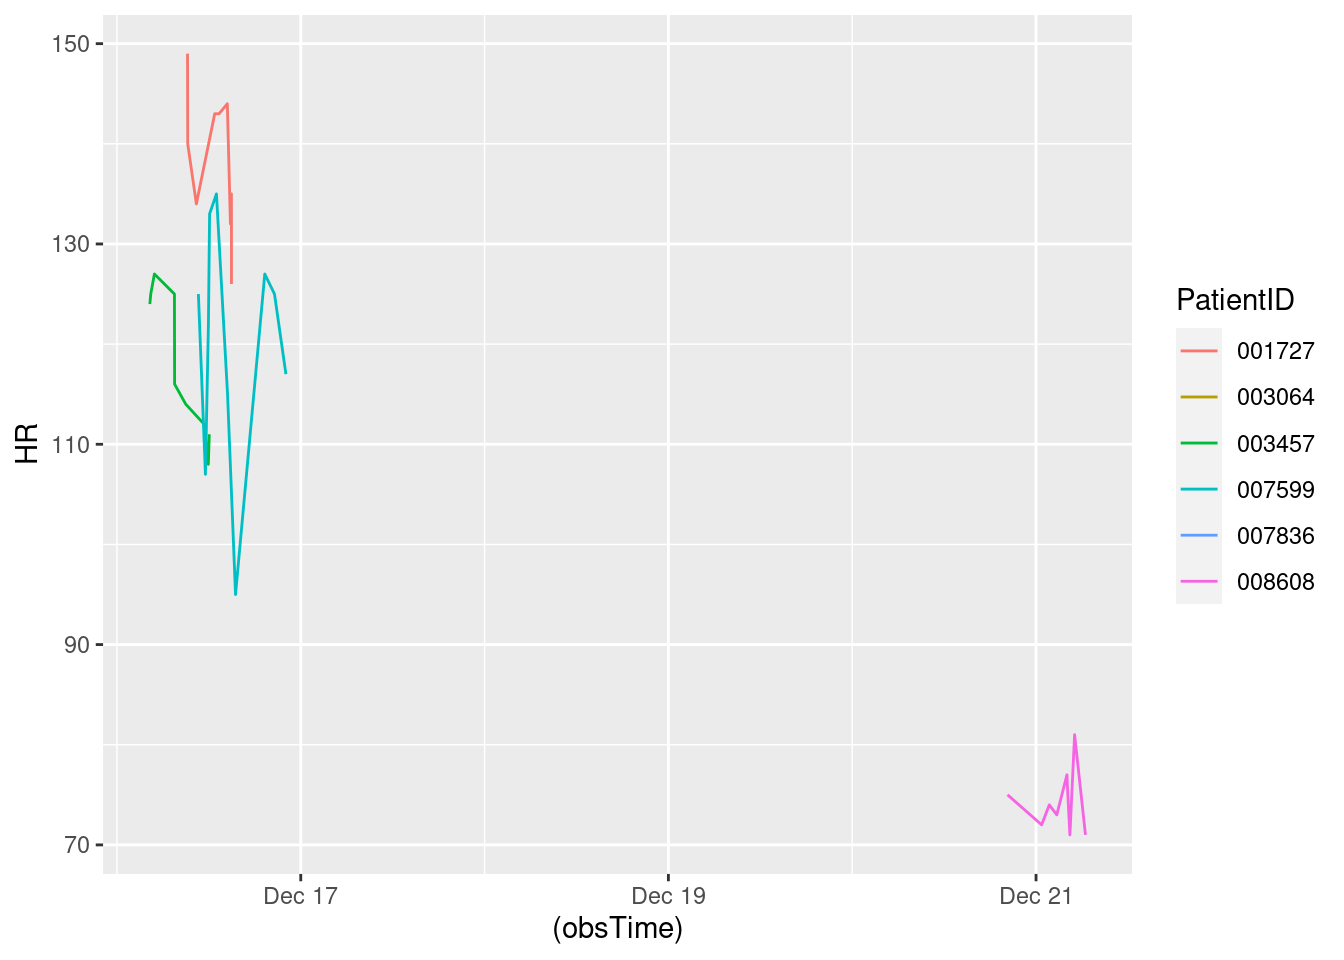 150
130
110
90
70
HR
Dec 17
Dec 19
Dec 21
(obsTime)
PatientID
001727
003064
003457
007599
007836
008608